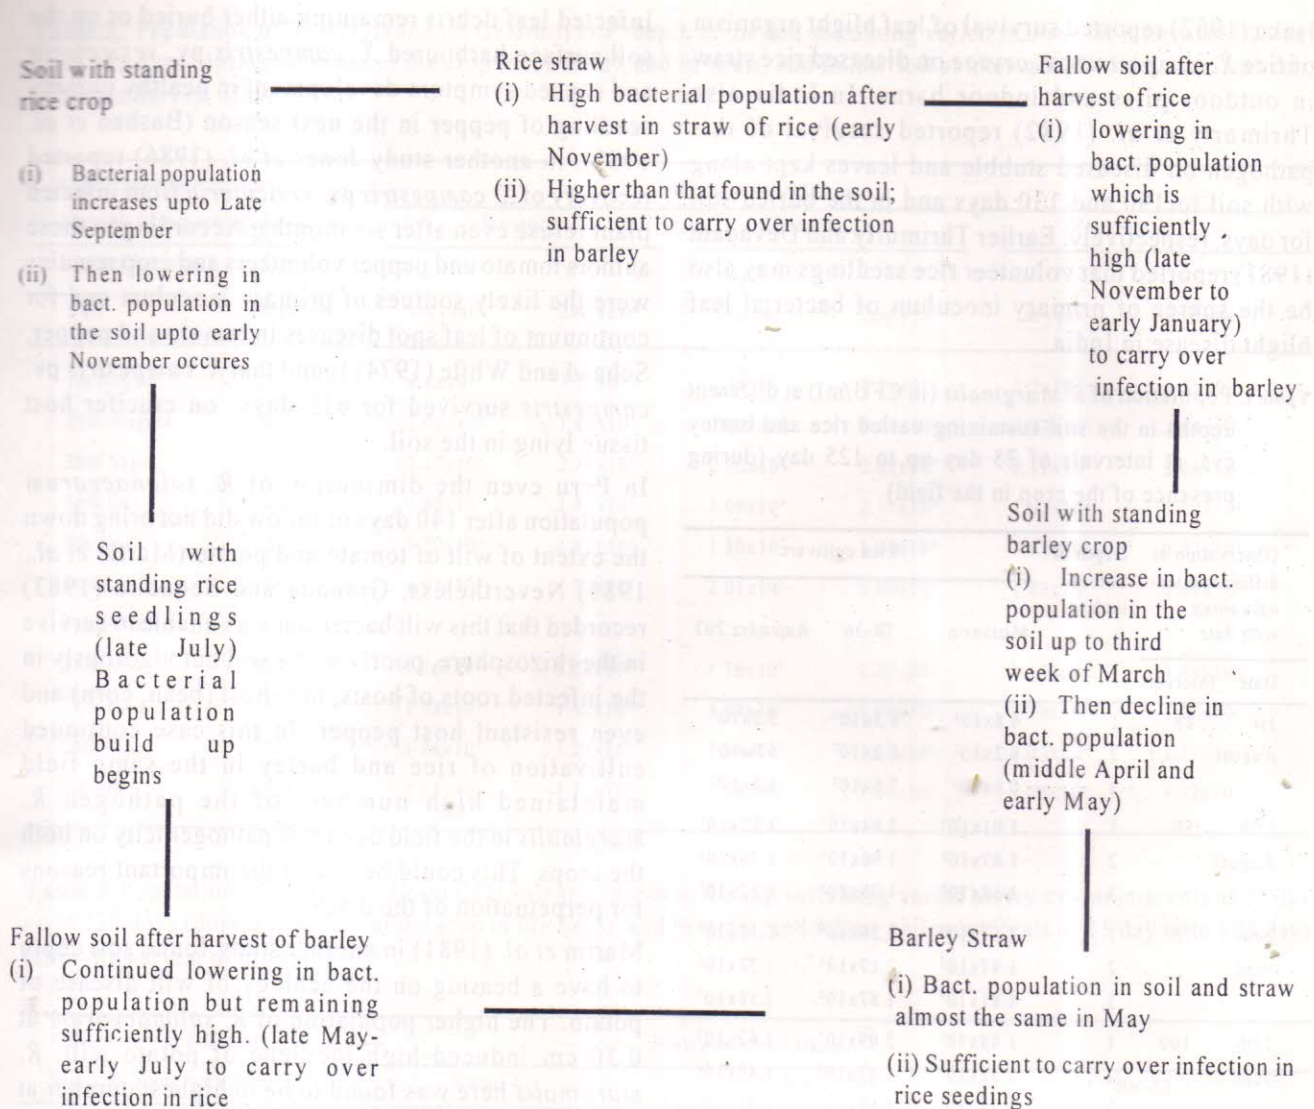 Soil with standing
rice crop
(i) Bacterial population
increases upto Late
September
(ii) Then lowering in
bact. population in
the soil upto early
November occures
Rice straw
(i) High bacterial population after
harvest in straw of rice (early
November)
(ii) Higher than that found in the soil;
sufficient to carry over infection
in barley
Fallow soil after
harvest of rice
(i) lowering in
bact. population
which is
sufficiently
high (late
November to
early January)
to carry over
infection in barley
Soil with standing
barley crop
(i) Increase in bact.
population in the
soil up to third
week of March
(ii) Then decline in
bact. population
(middle April and
early May)
Barley Straw
(i) Bact. population in soil and straw
almost the same in May
(ii) Sufficient to carry over infection in
rice seedings
Fallow soil after harvest of barley
(i) Continued lowering in bact.
population but remaining
sufficiently high. (late May-
early July to carry over
infection in rice
Soil with
standing rice
seedlings
(late July)
Bacterial
population
build up
begins